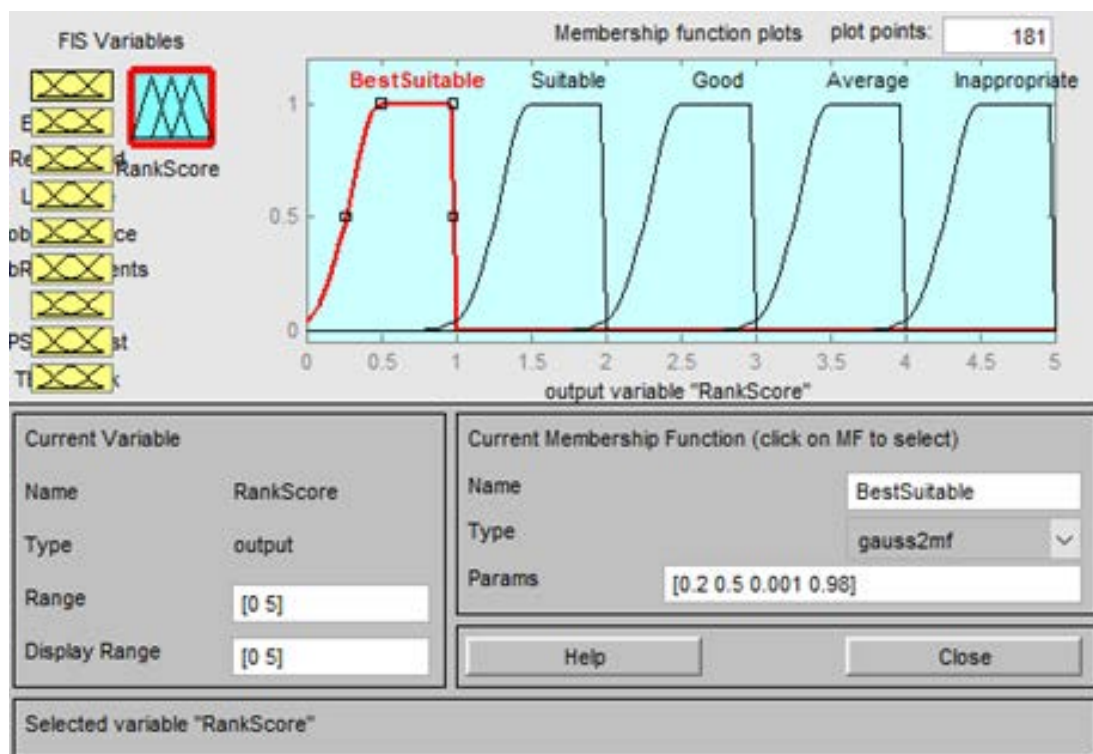 FIS Variables
Membership function plots
plot points:
181
RankScore
BestSuitable
Suitable
Good
Average
Inappropriate
1
0.5
0
0
0.5
1
1.5
2
2.5
3
3.5
4
4.5
5
output variable "RankScore"
Current Variable
Name
RankScore
Type
output
Range
[0 5]
Display Range
[0 5]
Current Membership Function (click on MF to select)
Name
BestSuitable
Type
gauss2mf
Params
[0.2 0.5 0.001 0.98]
Help
Close
Selected variable "RankScore"